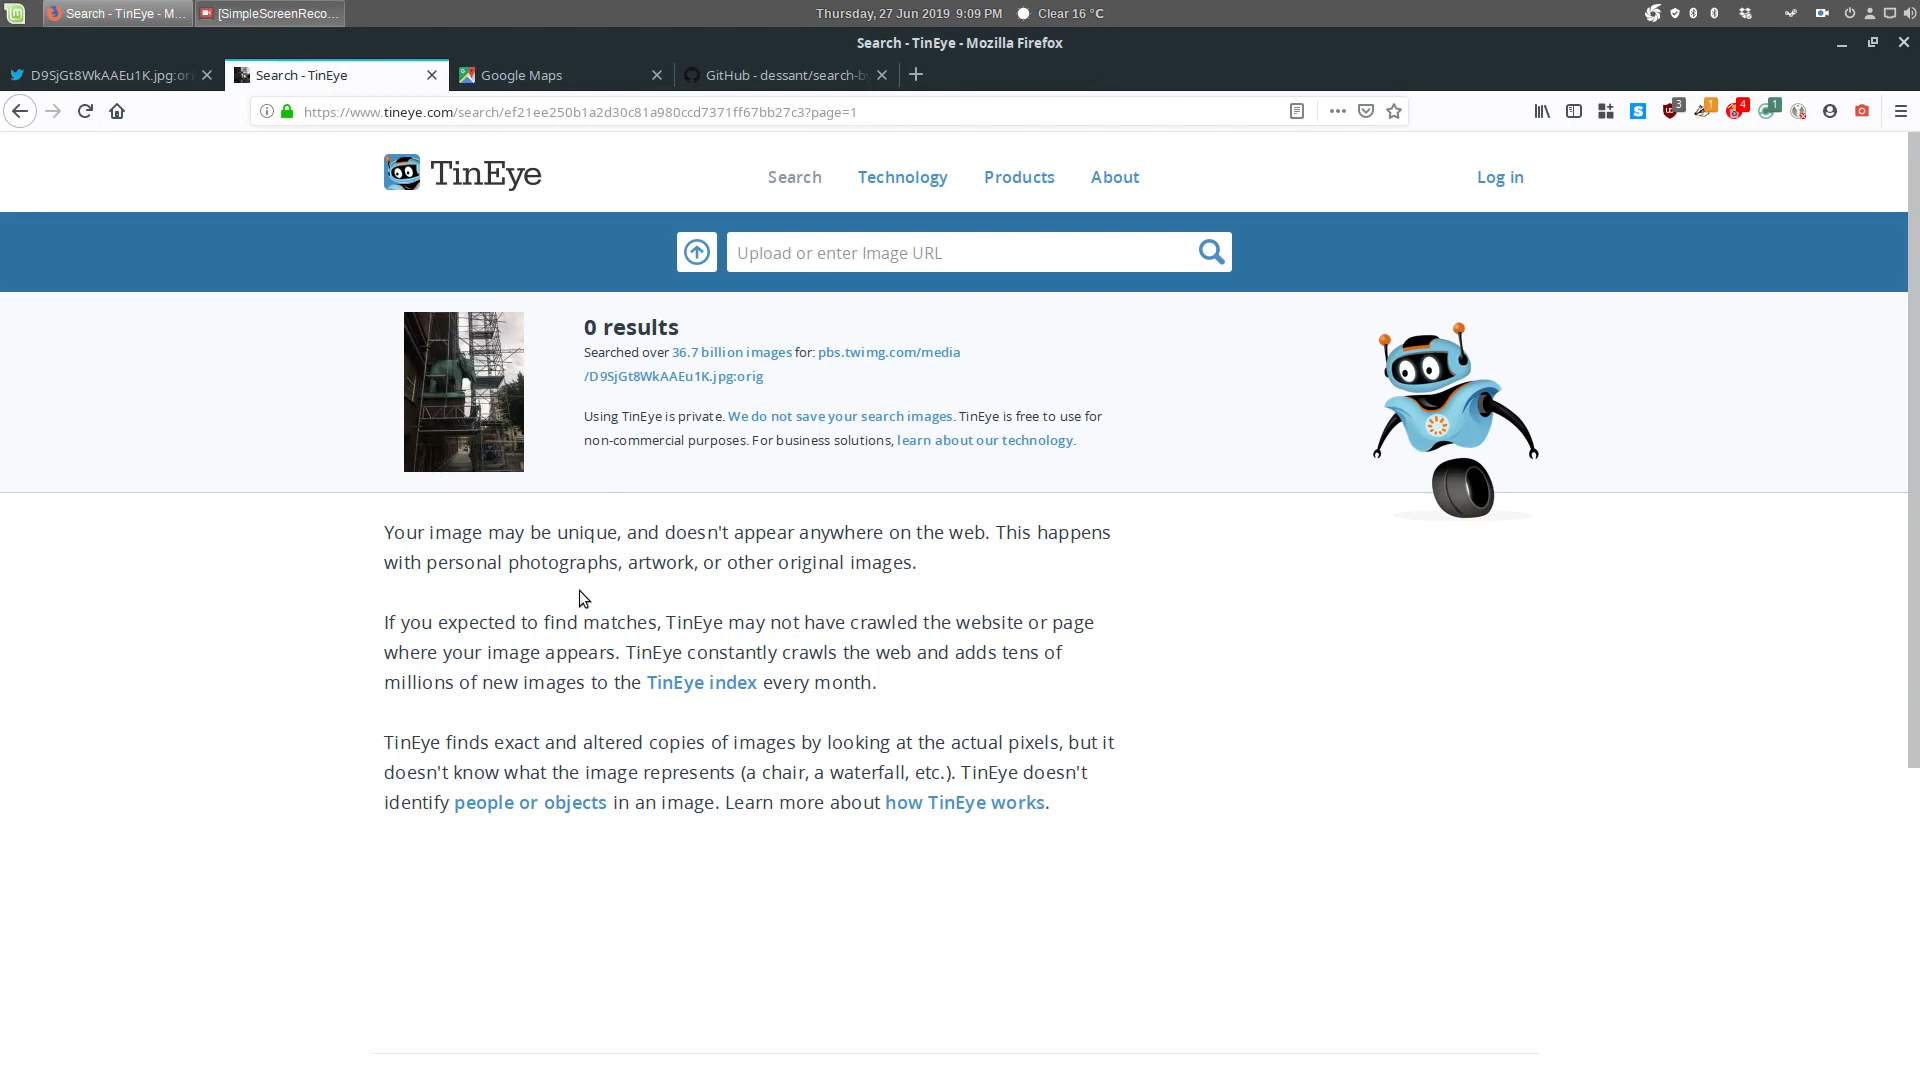 Search - TinEye - M...
[SimpleScreenReco...
Thursday, 27 Jun 2019 9:09 PM
Clear 16 °C
Search - TinEye - Mozilla Firefox
D9SjGt8WkAAEu1K.jpg:ori
Search - TinEye
Google Maps
GitHub - dessant/search-by
https://www.tineye.com/search/ef21ee250b1a2d30c81a980ccd7371ff67bb27c3?page=1
3
1
4
1
TinEye
Search
Technology
Products
About
Log in
Upload or enter Image URL
0 results
Searched over 36.7 billion images for: pbs.twimg.com/media
/D9SjGt8WkAAEu1K.jpg:orig
Using TinEye is private. We do not save your search images. TinEye is free to use for
non-commercial purposes. For business solutions, learn about our technology.
Your image may be unique, and doesn't appear anywhere on the web. This happens
with personal photographs, artwork, or other original images.
If you expected to find matches, TinEye may not have crawled the website or page
where your image appears. TinEye constantly crawls the web and adds tens of
millions of new images to the TinEye index every month.
TinEye finds exact and altered copies of images by looking at the actual pixels, but it
doesn't know what the image represents (a chair, a waterfall, etc.). TinEye doesn't
identify people or objects in an image. Learn more about how TinEye works.